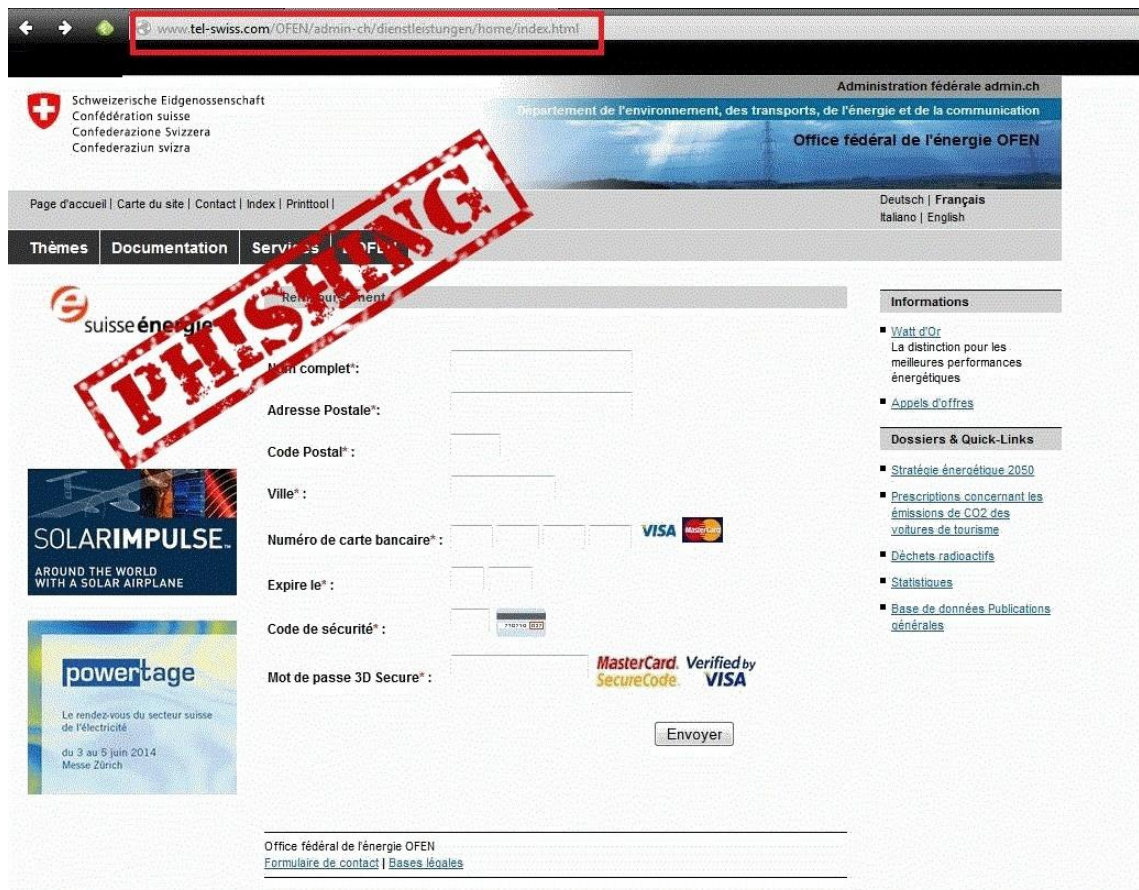 www.tel-swiss.com/OFEN/admin-ch/dienstleistungen/home/index.html
Schweizerische Eidgenossenschaft
Confédération suisse
Confederazione Svizzera
Confederaziun svizra
Administration fédérale admin.ch
Département de l'environnement, des transports, de l'énergie et de la communication
Office fédéral de l'énergie OFEN
Page d'accueil | Carte du site | Contact | Index | Printtool |
Deutsch | Français
Italiano | English
Thèmes Documentation Services OFEN
PHISHING
suisse énergie
Remboursement
Nom complet*:
Adresse Postale*:
Code Postal* :
Ville* :
Numéro de carte bancaire* :
VISA MasterCard
Expire le* :
Code de sécurité* :
Mot de passe 3D Secure* :
MasterCard. SecureCode.
Verified by VISA
Envoyer
SOLARIMPULSE™
AROUND THE WORLD
WITH A SOLAR AIRPLANE
powertage
Le rendez-vous du secteur suisse
de l'électricité
du 3 au 5 juin 2014
Messe Zürich
Informations
Watt d'Or
La distinction pour les
meilleures performances
énergétiques
Appels d'offres
Dossiers & Quick-Links
Stratégie énergétique 2050
Prescriptions concernant les
émissions de CO2 des
voitures de tourisme
Déchets radioactifs
Statistiques
Base de données Publications
générales
Office fédéral de l'énergie OFEN
Formulaire de contact | Bases légales